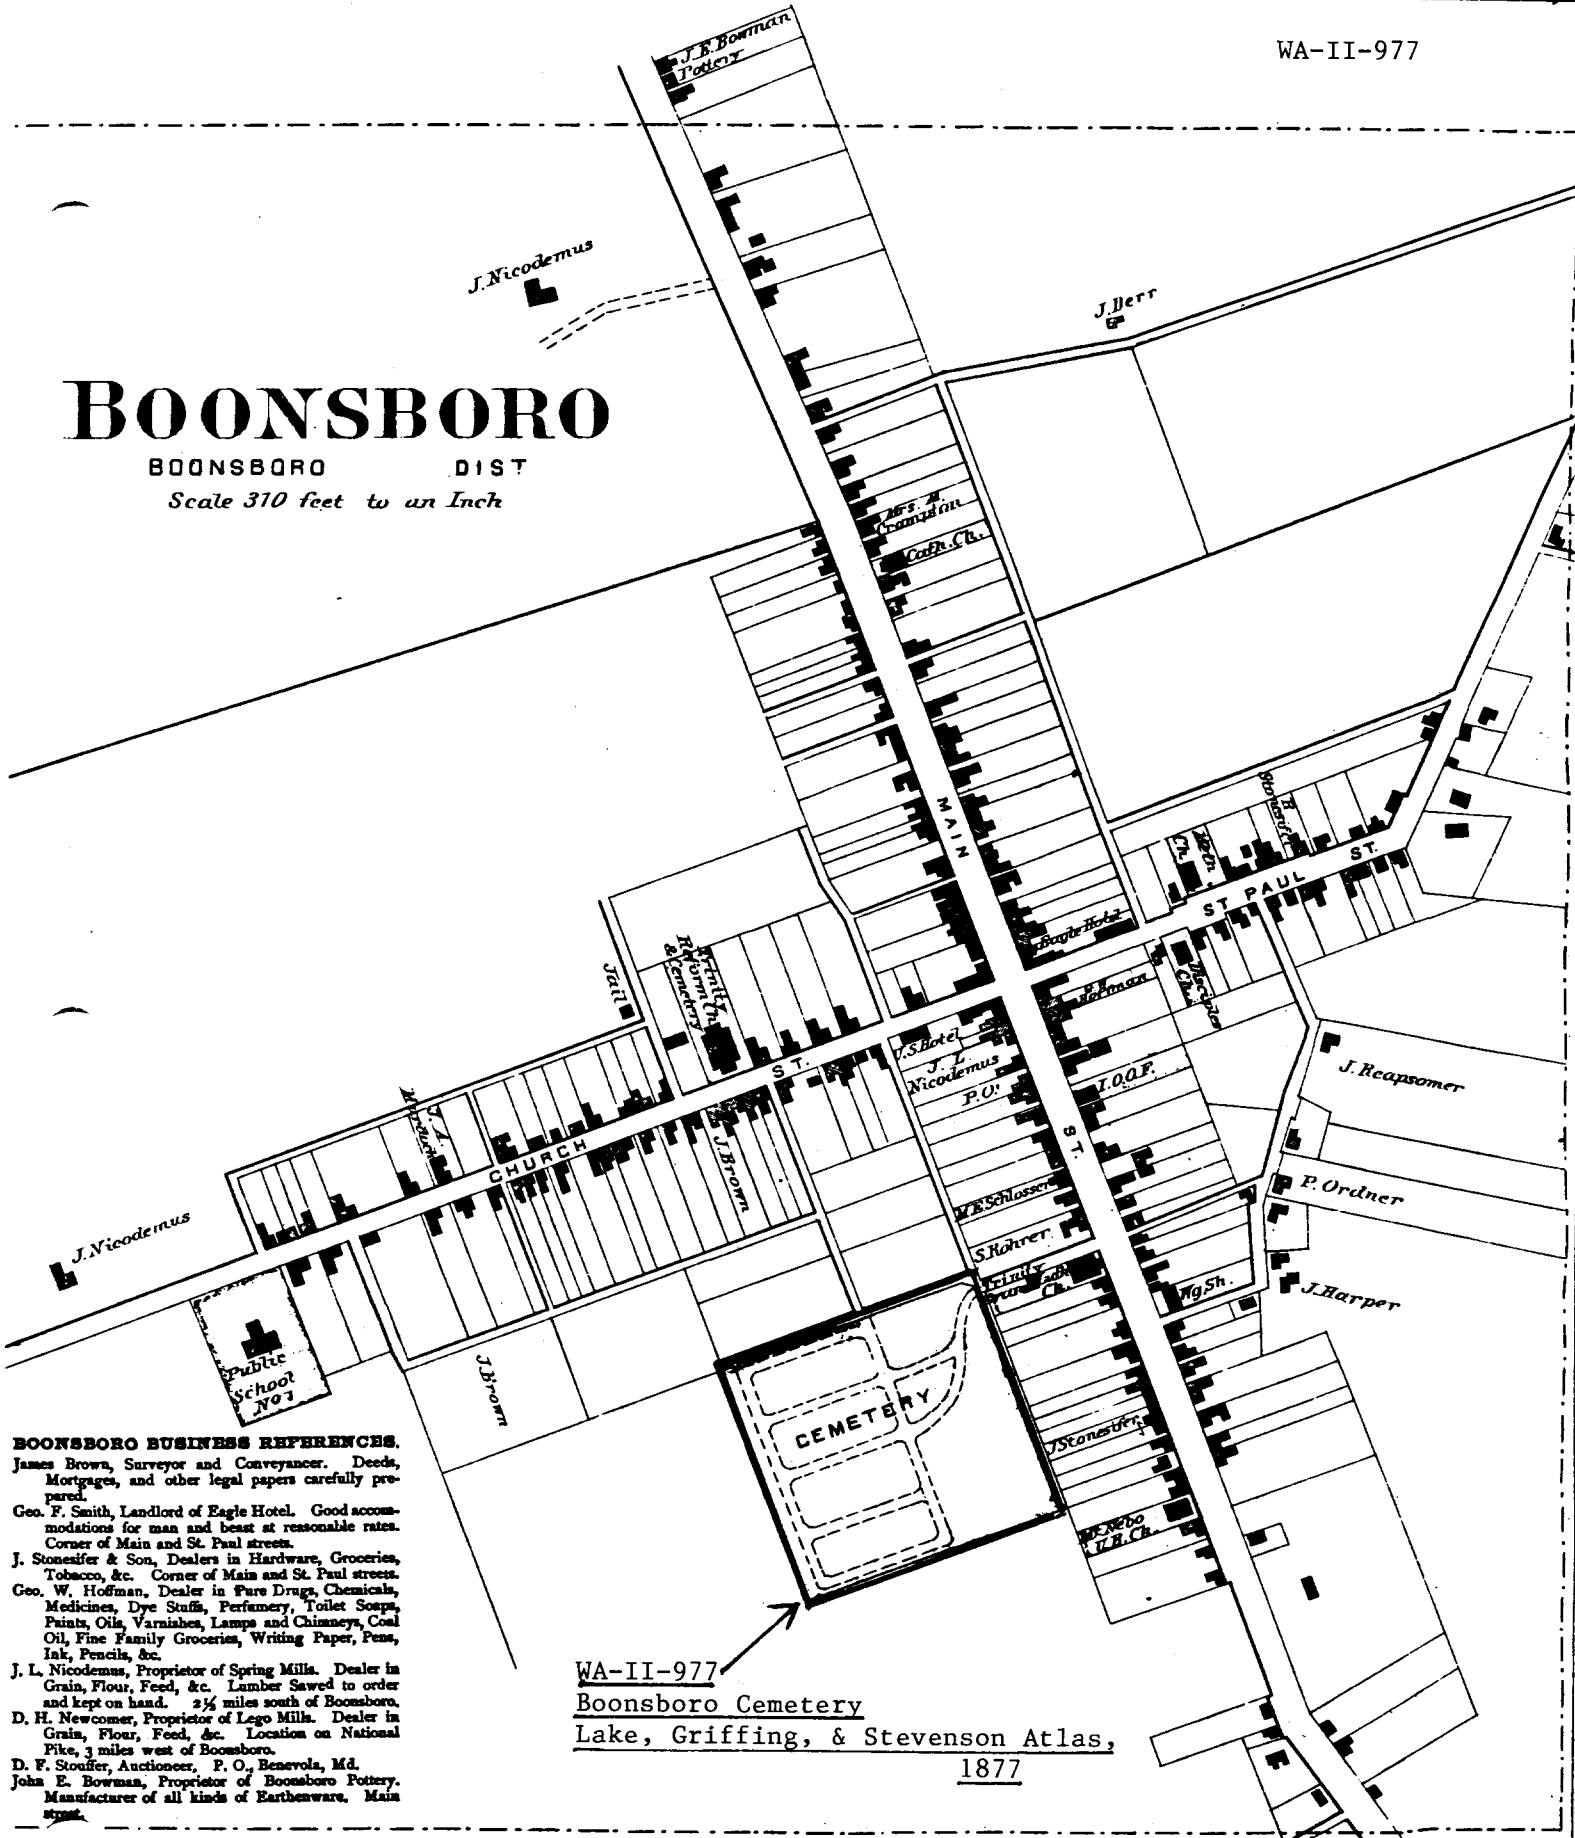 WA-II-977
J. E. Bowman
Pottery
J. Nicodemus
J. Derr
BOONSBORO
BOONSBORO DIST
Scale 310 feet to an Inch
Mrs. M.
Crampton
Cath. Ch.
MAIN
Meth
Ch.
ST.
ST PAUL
Eagle Hotel
Hoffman
Disciples
Ch.
Jail
Trinity
Reform Ch.
& Cemetery
ST.
U.S. Hotel
J. L.
Nicodemus
P.O.
I.O.O.F.
J. Reapsomer
J. A.
CHURCH
J. Brown
ST.
M. E. Schlosser
P. Ordner
J. Nicodemus
S. Rohrer
Trinity
Ch.
Wg. Sh.
J. Harper
Public
School
No 1
J. Brown
CEMETERY
J Stonesifer
Mt. Nebo
U.B. Ch.
BOONSBORO BUSINESS REFERENCES.
James Brown, Surveyor and Conveyancer. Deeds,
Mortgages, and other legal papers carefully pre-
pared.
Geo. F. Smith, Landlord of Eagle Hotel. Good accom-
modations for man and beast at reasonable rates.
Corner of Main and St. Paul streets.
J. Stonesifer & Son, Dealers in Hardware, Groceries,
Tobacco, &c. Corner of Main and St. Paul streets.
Geo. W. Hoffman, Dealer in Pure Drugs, Chemicals,
Medicines, Dye Stuffs, Perfumery, Toilet Soaps,
Paints, Oils, Varnishes, Lamps and Chimneys, Coal
Oil, Fine Family Groceries, Writing Paper, Pens,
Ink, Pencils, &c.
J. L. Nicodemus, Proprietor of Spring Mills. Dealer in
Grain, Flour, Feed, &c. Lumber Sawed to order
and kept on hand. 2½ miles south of Boonsboro.
D. H. Newcomer, Proprietor of Lego Mills. Dealer in
Grain, Flour, Feed, &c. Location on National
Pike, 3 miles west of Boonsboro.
D. F. Stouffer, Auctioneer, P. O., Benevola, Md.
John E. Bowman, Proprietor of Boonsboro Pottery.
Manufacturer of all kinds of Earthenware. Main
street.
WA-II-977
Boonsboro Cemetery
Lake, Griffing, & Stevenson Atlas,
1877